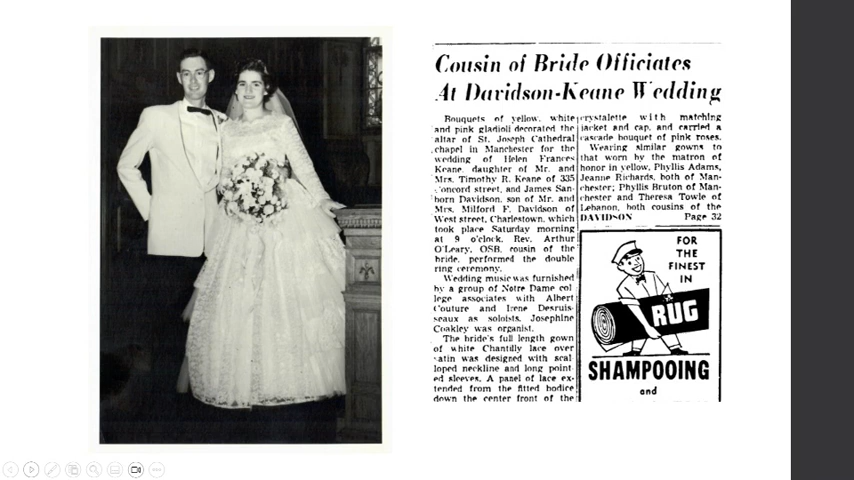 Cousin of Bride Officiates
At Davidson-Keane Wedding
Bouquets of yellow, white
and pink gladioli decorated the
altar of St. Joseph Cathedral
chapel in Manchester for the
wedding of Helen Frances
Keane, daughter of Mr. and
Mrs. Timothy R. Keane of 335
Concord street, and James San-
born Davidson, son of Mr. and
Mrs. Milford F. Davidson of
West street, Charlestown, which
took place Saturday morning
at 9 o'clock. Rev. Arthur
O'Leary, OSB, cousin of the
bride, performed the double
ring ceremony.
Wedding music was furnished
by a group of Notre Dame col
lege associates with Albert
Couture and Irene Desruis-
seaux as soloists. Josephine
Coakley was organist.
The bride's full length gown
of white Chantilly lace over
satin was designed with scal
loped neckline and long point
ed sleeves. A panel of lace ex-
tended from the fitted bodice
down the center front of the
crystalette with matching
jacket and cap, and carried a
cascade bouquet of pink roses.
Wearing similar gowns to
that worn by the matron of
honor in yellow, Phyllis Adams,
Jeanne Richards, both of Man-
chester; Phyllis Bruton of Man-
chester and Theresa Towle of
Lebanon, both cousins of the
DAVIDSON Page 32
FOR
THE
FINEST
IN
RUG
SHAMPOOING
and